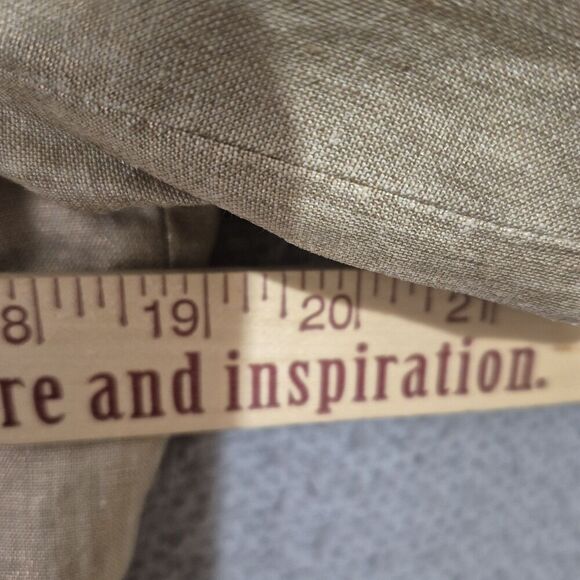 8 19 20 2
re and inspiration.